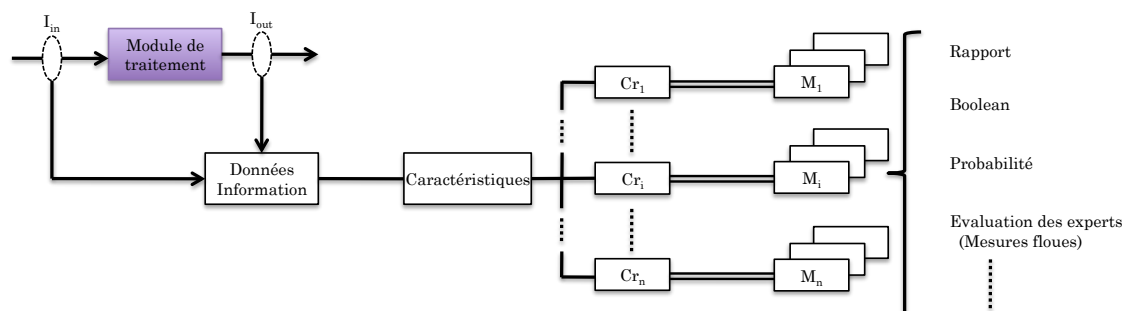 I_in
I_out
Module de
traitement
Données
Information
Caractéristiques
Cr_1
M_1
Cr_i
M_i
Cr_n
M_n
Rapport
Boolean
Probabilité
Evaluation des experts
(Mesures floues)